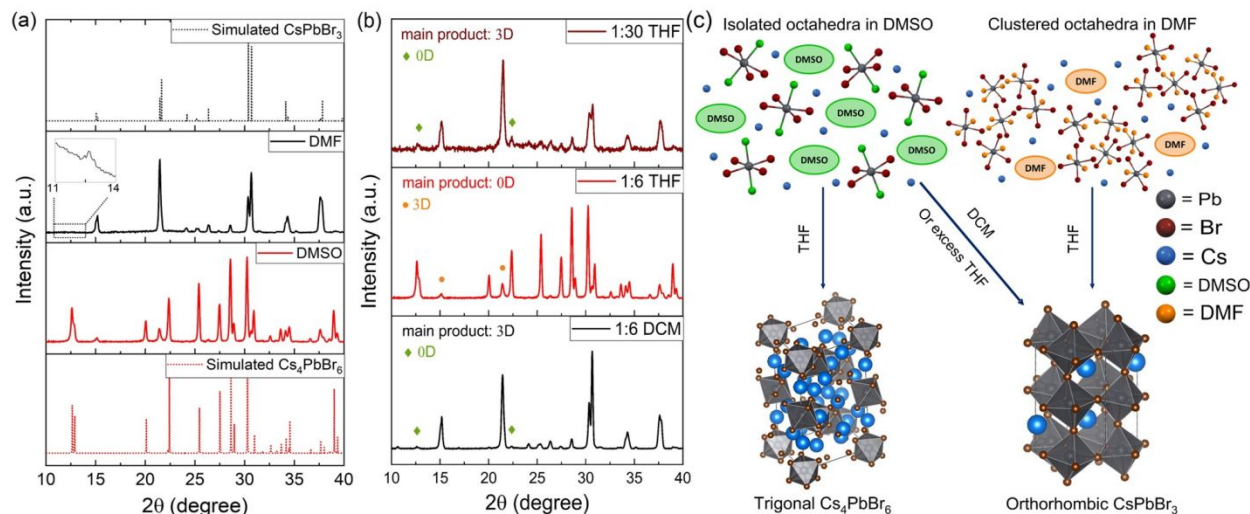 (a)
Simulated CsPbBr3
DMF
11 14
DMSO
Simulated Cs4PbBr6
Intensity (a.u.)
10 15 20 25 30 35 40
2θ (degree)
(b)
main product: 3D
1:30 THF
0D
main product: 0D
1:6 THF
3D
main product: 3D
1:6 DCM
0D
Intensity (a.u.)
10 15 20 25 30 35 40
2θ (degree)
(c)
Isolated octahedra in DMSO
Clustered octahedra in DMF
DMSO
DMSO
DMSO
DMSO
DMSO
DMF
DMF
DMF
THF
DCM
Or excess THF
THF
= Pb
= Br
= Cs
= DMSO
= DMF
Trigonal Cs4PbBr6
Orthorhombic CsPbBr3